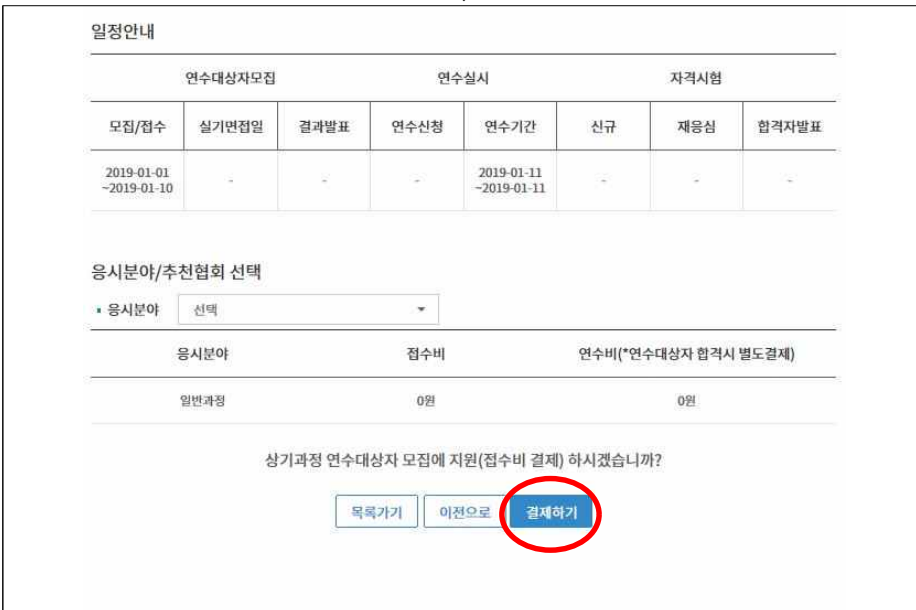 일정안내
연수대상자모집 연수실시 자격시험
모집/접수 실기면접일 결과발표 연수신청 연수기간 신규 재응심 합격자발표
2019-01-01 2019-01-11
~2019-01-10 - - - ~2019-01-11 - - -
응시분야/추천협회 선택
▪ 응시분야 선택
응시분야 접수비 연수비(*연수대상자 합격시 별도결제)
일반과정 0원 0원
상기과정 연수대상자 모집에 지원(접수비 결제) 하시겠습니까?
목록가기 이전으로 결제하기